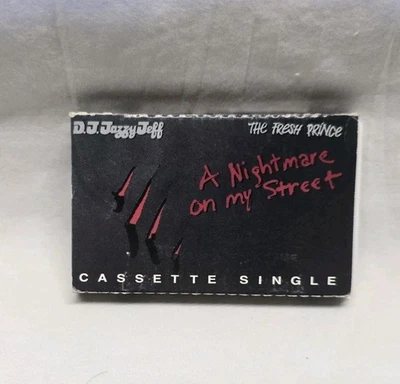 D.J. Jazzy Jeff The Fresh Prince
A Nightmare
on my Street
CASSETTE SINGLE